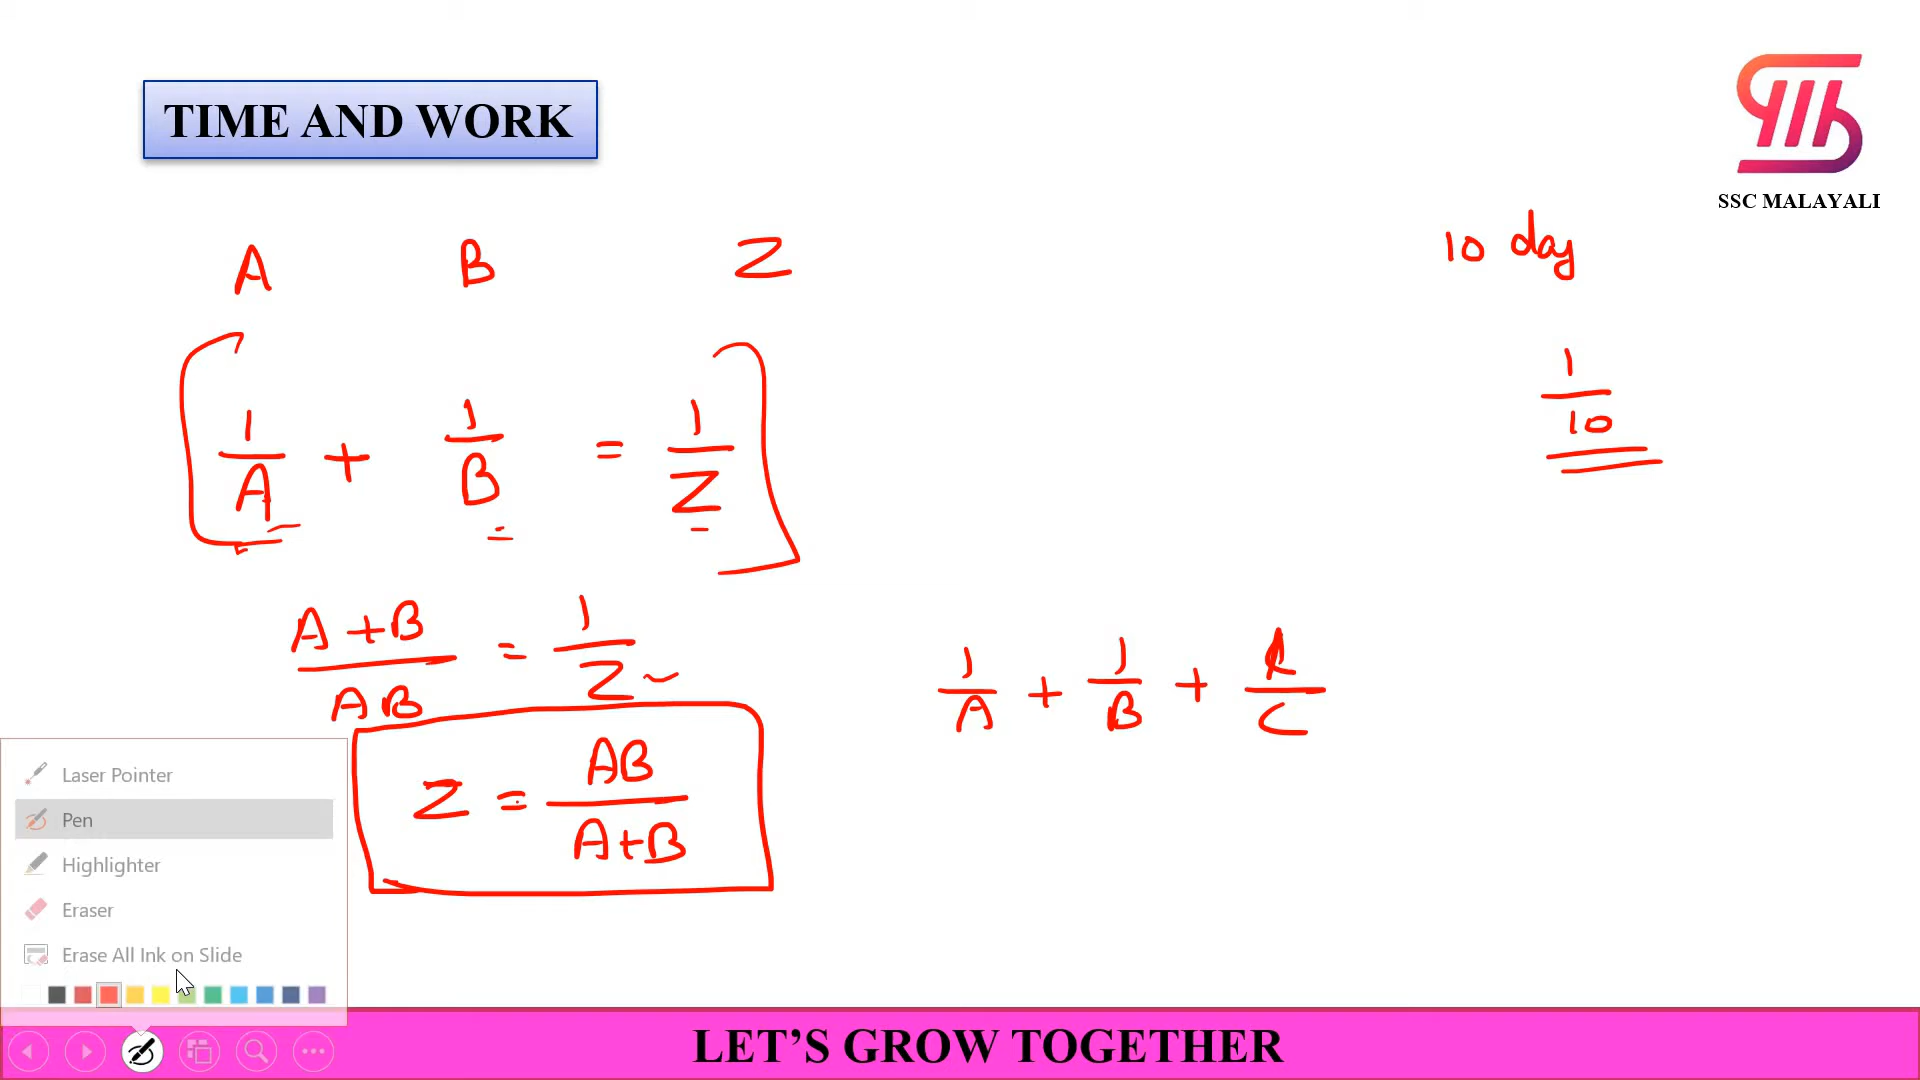 TIME AND WORK
SSC MALAYALI
10 day
A B Z
1/10
1/A + 1/B = 1/Z
A+B/AB = 1/Z
1/A + 1/B + 1/C
Z = AB/A+B
Laser Pointer
Pen
Highlighter
Eraser
Erase All Ink on Slide
LET’S GROW TOGETHER